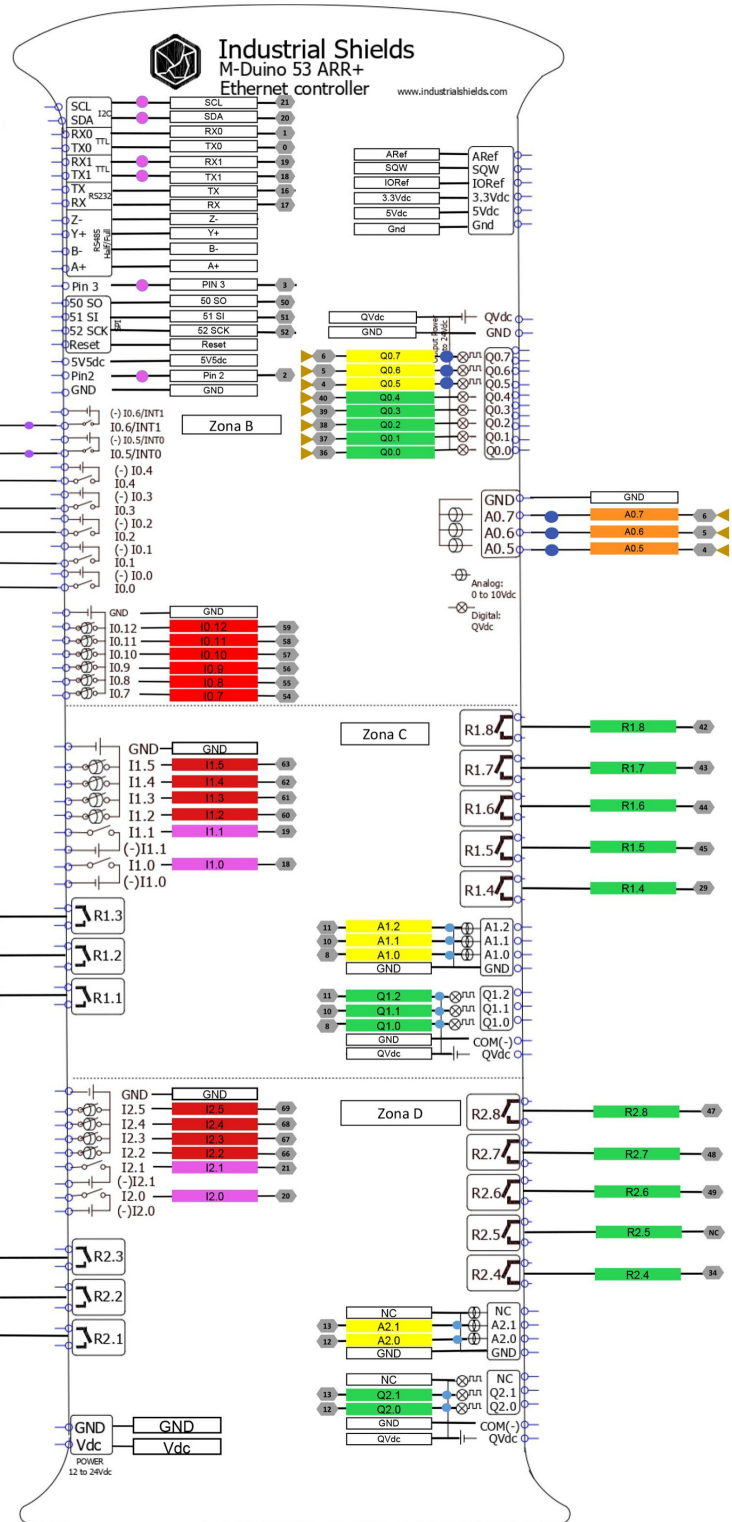 Industrial Shields
M-Duino 53 ARR+
Ethernet controller
www.industrialshields.com
SCL SCL 21
SDA SDA 20
I2C
RX0 RX0 1
TX0 TX0 0
TTL
RX1 RX1 19
TX1 TX1 18
TTL
TX TX 16
RX RX 17
RS232
Z- Z-
Y+ Y+
B- B-
A+ A+
RS485
Half/Full
Pin 3 PIN 3 3
50 SO 50 SO 50
51 SI 51 SI 51
52 SCK 52 SCK 52
Reset Reset
SPI
5V5dc 5V5dc
Pin2 Pin 2 2
GND GND
ARef ARef
SQW SQW
IORef IORef
3.3Vdc 3.3Vdc
5Vdc 5Vdc
Gnd Gnd
QVdc QVdc
GND GND
6 Q0.7 Q0.7
5 Q0.6 Q0.6
4 Q0.5 Q0.5
40 Q0.4 Q0.4
39 Q0.3 Q0.3
38 Q0.2 Q0.2
37 Q0.1 Q0.1
36 Q0.0 Q0.0
(-) I0.6/INT1
I0.6/INT1
(-) I0.5/INT0
I0.5/INT0
(-) I0.4
I0.4
(-) I0.3
I0.3
(-) I0.2
I0.2
(-) I0.1
I0.1
(-) I0.0
I0.0
Zona B
GND GND
A0.7 A0.7 6
A0.6 A0.6 5
A0.5 A0.5 4
Analog:
0 to 10Vdc
Digital:
QVdc
GND GND
I0.12 I0.12 59
I0.11 I0.11 58
I0.10 I0.10 57
I0.9 I0.9 56
I0.8 I0.8 55
I0.7 I0.7 54
Zona C
R1.8 R1.8 42
R1.7 R1.7 43
R1.6 R1.6 44
R1.5 R1.5 45
R1.4 R1.4 29
GND GND
I1.5 I1.5 63
I1.4 I1.4 62
I1.3 I1.3 61
I1.2 I1.2 60
I1.1 I1.1 19
(-)I1.1
I1.0 I1.0 18
(-)I1.0
R1.3
R1.2
R1.1
11 A1.2 A1.2
10 A1.1 A1.1
8 A1.0 A1.0
GND GND
11 Q1.2 Q1.2
10 Q1.1 Q1.1
8 Q1.0 Q1.0
GND COM(-)
QVdc QVdc
GND GND
I2.5 I2.5 69
I2.4 I2.4 68
I2.3 I2.3 67
I2.2 I2.2 66
I2.1 I2.1 21
(-)I2.1
I2.0 I2.0 20
(-)I2.0
Zona D
R2.8 R2.8 47
R2.7 R2.7 48
R2.6 R2.6 49
R2.5 R2.5 NC
R2.4 R2.4 34
R2.3
R2.2
R2.1
NC NC
13 A2.1 A2.1
12 A2.0 A2.0
GND GND
NC NC
13 Q2.1 Q2.1
12 Q2.0 Q2.0
GND COM(-)
QVdc QVdc
GND GND
Vdc Vdc
POWER
12 to 24Vdc